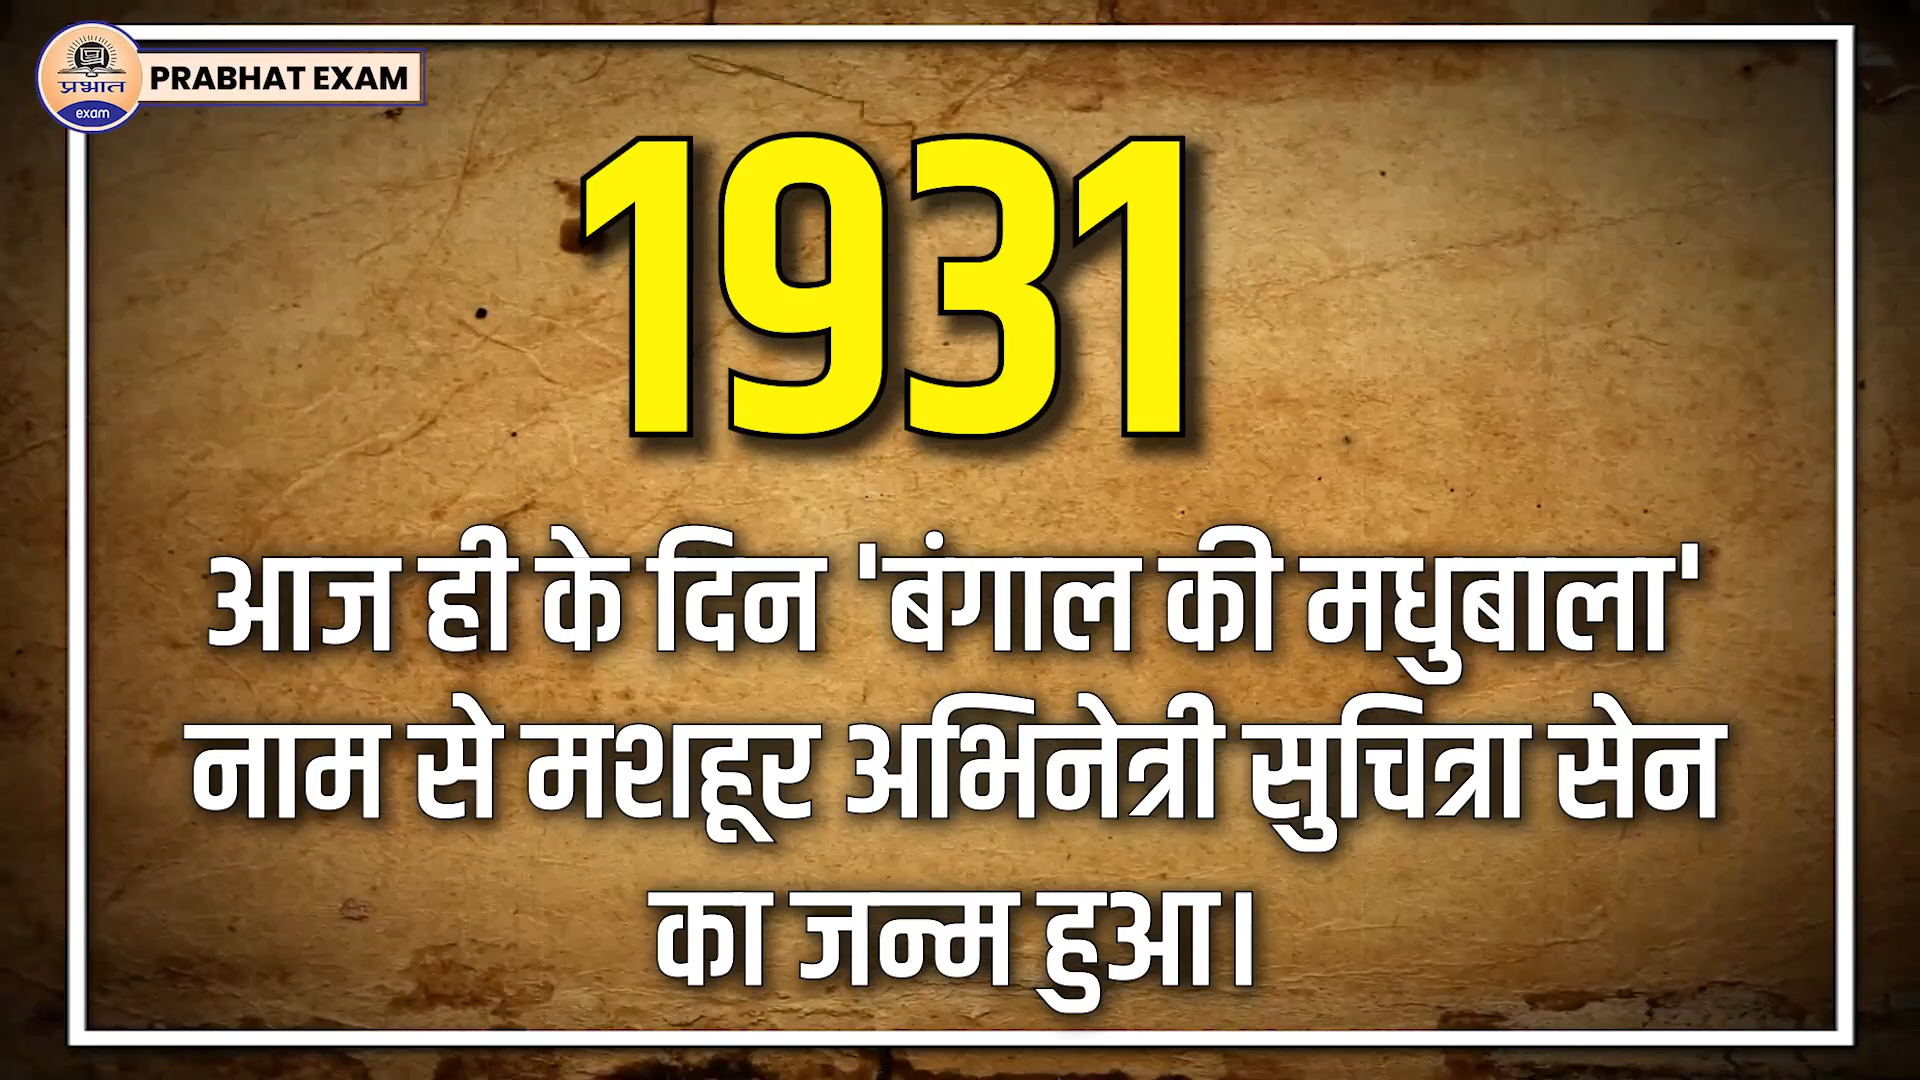 प्रभात
exam
PRABHAT EXAM
1931
आज ही के दिन 'बंगाल की मधुबाला'
नाम से मशहूर अभिनेत्री सुचित्रा सेन
का जन्म हुआ।